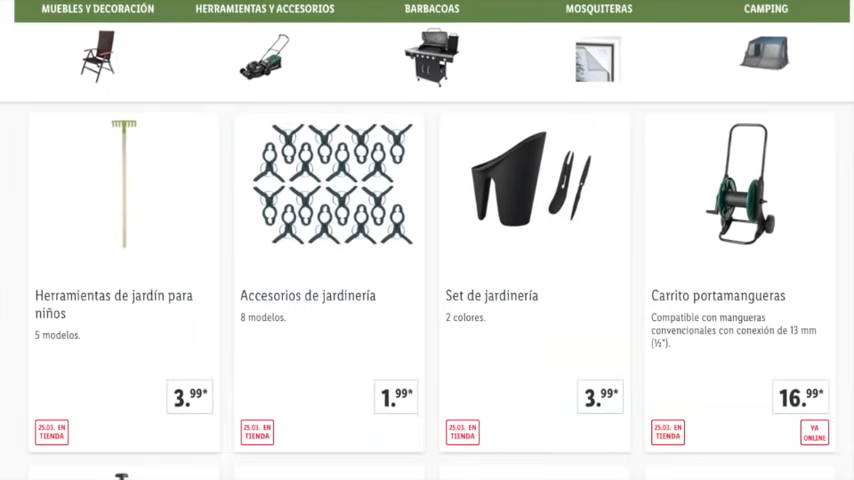 MUEBLES Y DECORACIÓN
HERRAMIENTAS Y ACCESORIOS
BARBACOAS
MOSQUITERAS
CAMPING
Herramientas de jardín para
niños
5 modelos.
3.99*
25.03. EN
TIENDA
Accesorios de jardinería
8 modelos.
1.99*
25.03. EN
TIENDA
Set de jardinería
2 colores.
3.99*
25.03. EN
TIENDA
Carrito portamangueras
Compatible con mangueras
convencionales con conexión de 13 mm
(½").
16.99*
25.03. EN
TIENDA
YA
ONLINE